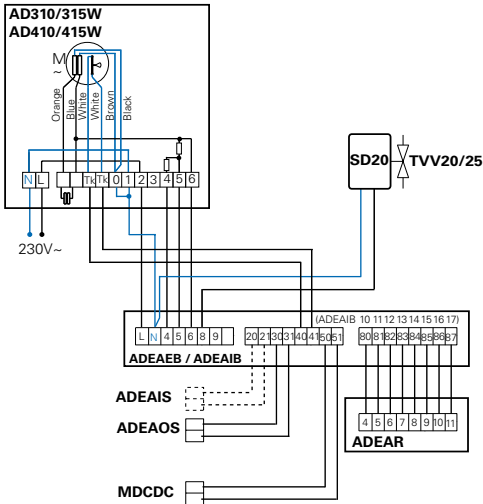 AD310/315W
AD410/415W
M
~
Orange
Blue
White
White
Brown
Black
N L Tk Tk 0 1 2 3 4 5 6
230V~
SD20
TVV20/25
(ADEAIB 10 11 12 13 14 15 16 17)
L N 4 5 6 8 9 20 21 30 31 40 41 50 51 80 81 82 83 84 85 86 87
ADEAEB / ADEAIB
ADEAIS
ADEAOS
4 5 6 7 8 9 10 11
ADEAR
MDCDC